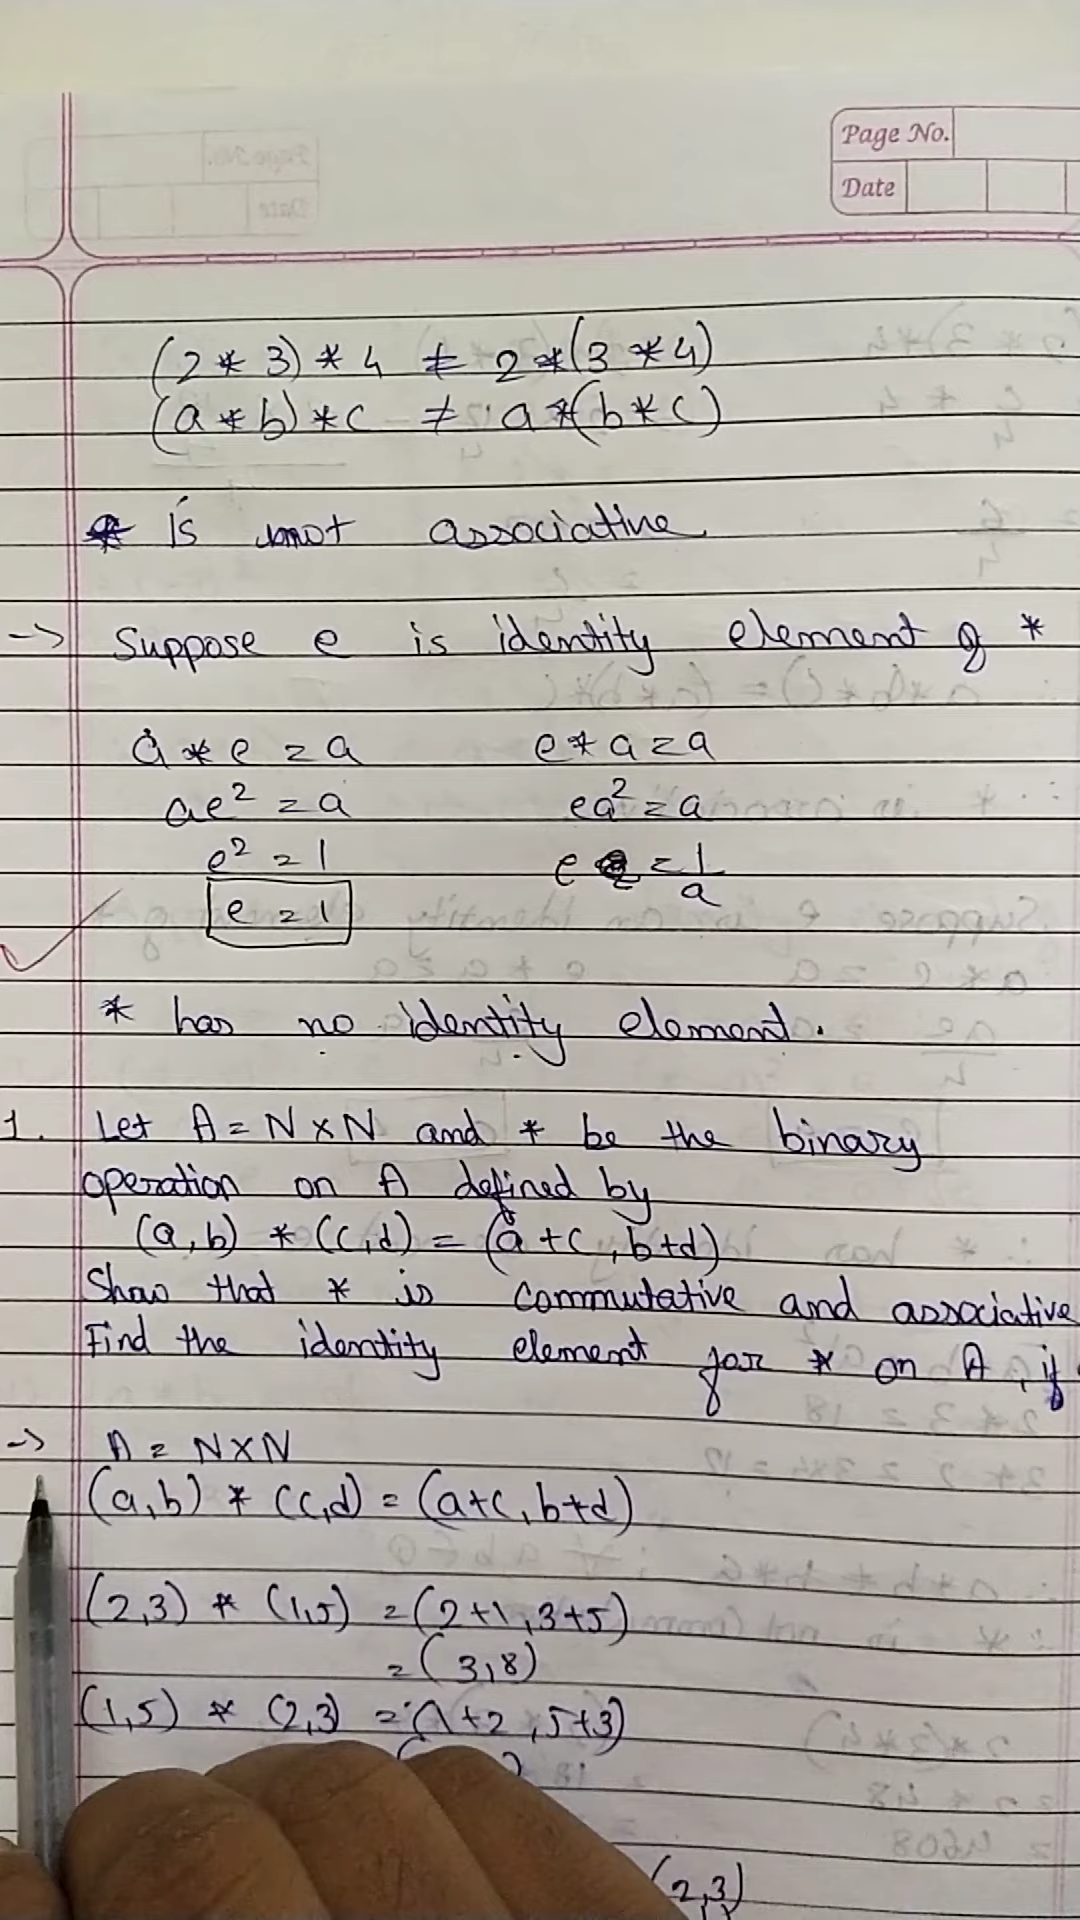 Page No.
Date
(2 * 3) * 4 ≠ 2 * (3 * 4)
(a * b) * c ≠ a * (b * c)
* is not associative
-> Suppose e is identity element of *
a * e = a e * a = a
ae² = a ea² = a
e² = 1 e = 1/a
e = 1
* has no identity element.
1. Let A = N × N and * be the binary
operation on A defined by
(a, b) * (c, d) = (a + c, b + d)
Show that * is commutative and associative
Find the identity element for * on A, if
-> A = N × N
(a, b) * (c, d) = (a+c, b+d)
(2,3) * (1,5) = (2+1, 3+5)
= (3,8)
(1,5) * (2,3) = (1+2, 5+3)
(2,3)